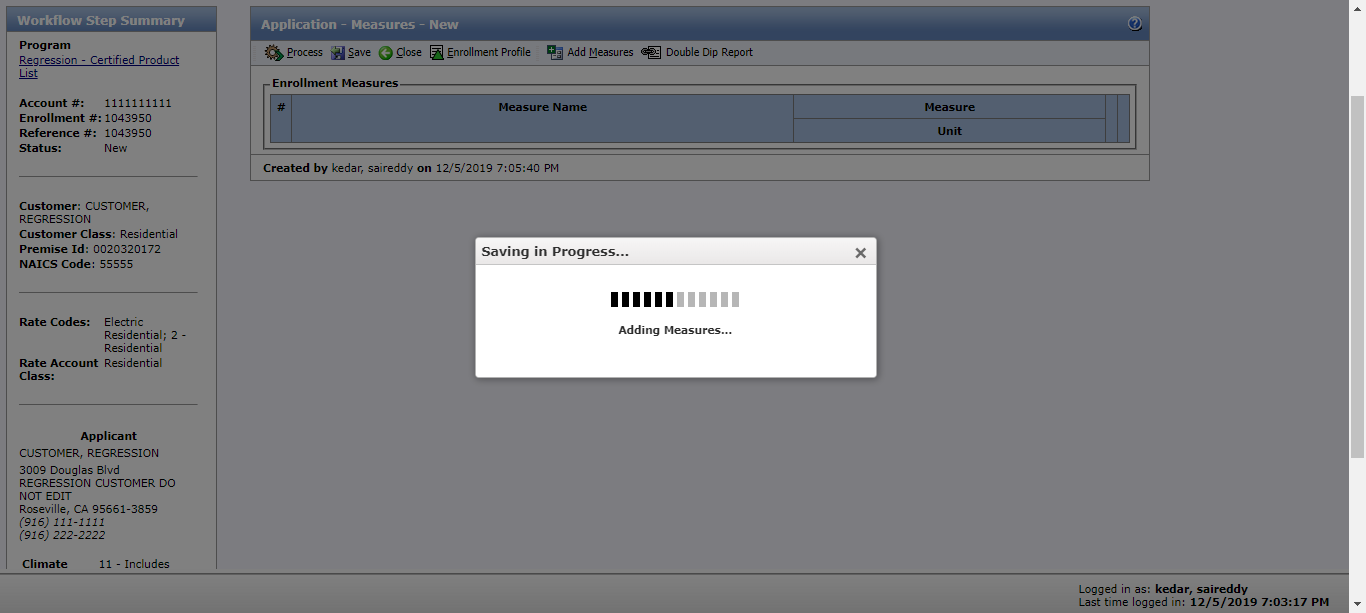 Workflow Step Summary
Program
Regression - Certified Product
List
Account #: 1111111111
Enrollment #: 1043950
Reference #: 1043950
Status: New
Customer: CUSTOMER,
REGRESSION
Customer Class: Residential
Premise Id: 0020320172
NAICS Code: 55555
Rate Codes: Electric
Residential; 2 -
Residential
Rate Account Residential
Class:
Applicant
CUSTOMER, REGRESSION
3009 Douglas Blvd
REGRESSION CUSTOMER DO
NOT EDIT
Roseville, CA 95661-3859
(916) 111-1111
(916) 222-2222
Climate 11 - Includes
Application - Measures - New
?
Process Save Close Enrollment Profile Add Measures Double Dip Report
Enrollment Measures
# Measure Name Measure
Unit
Created by kedar, saireddy on 12/5/2019 7:05:40 PM
Saving in Progress...
Adding Measures...
Logged in as: kedar, saireddy
Last time logged in: 12/5/2019 7:03:17 PM